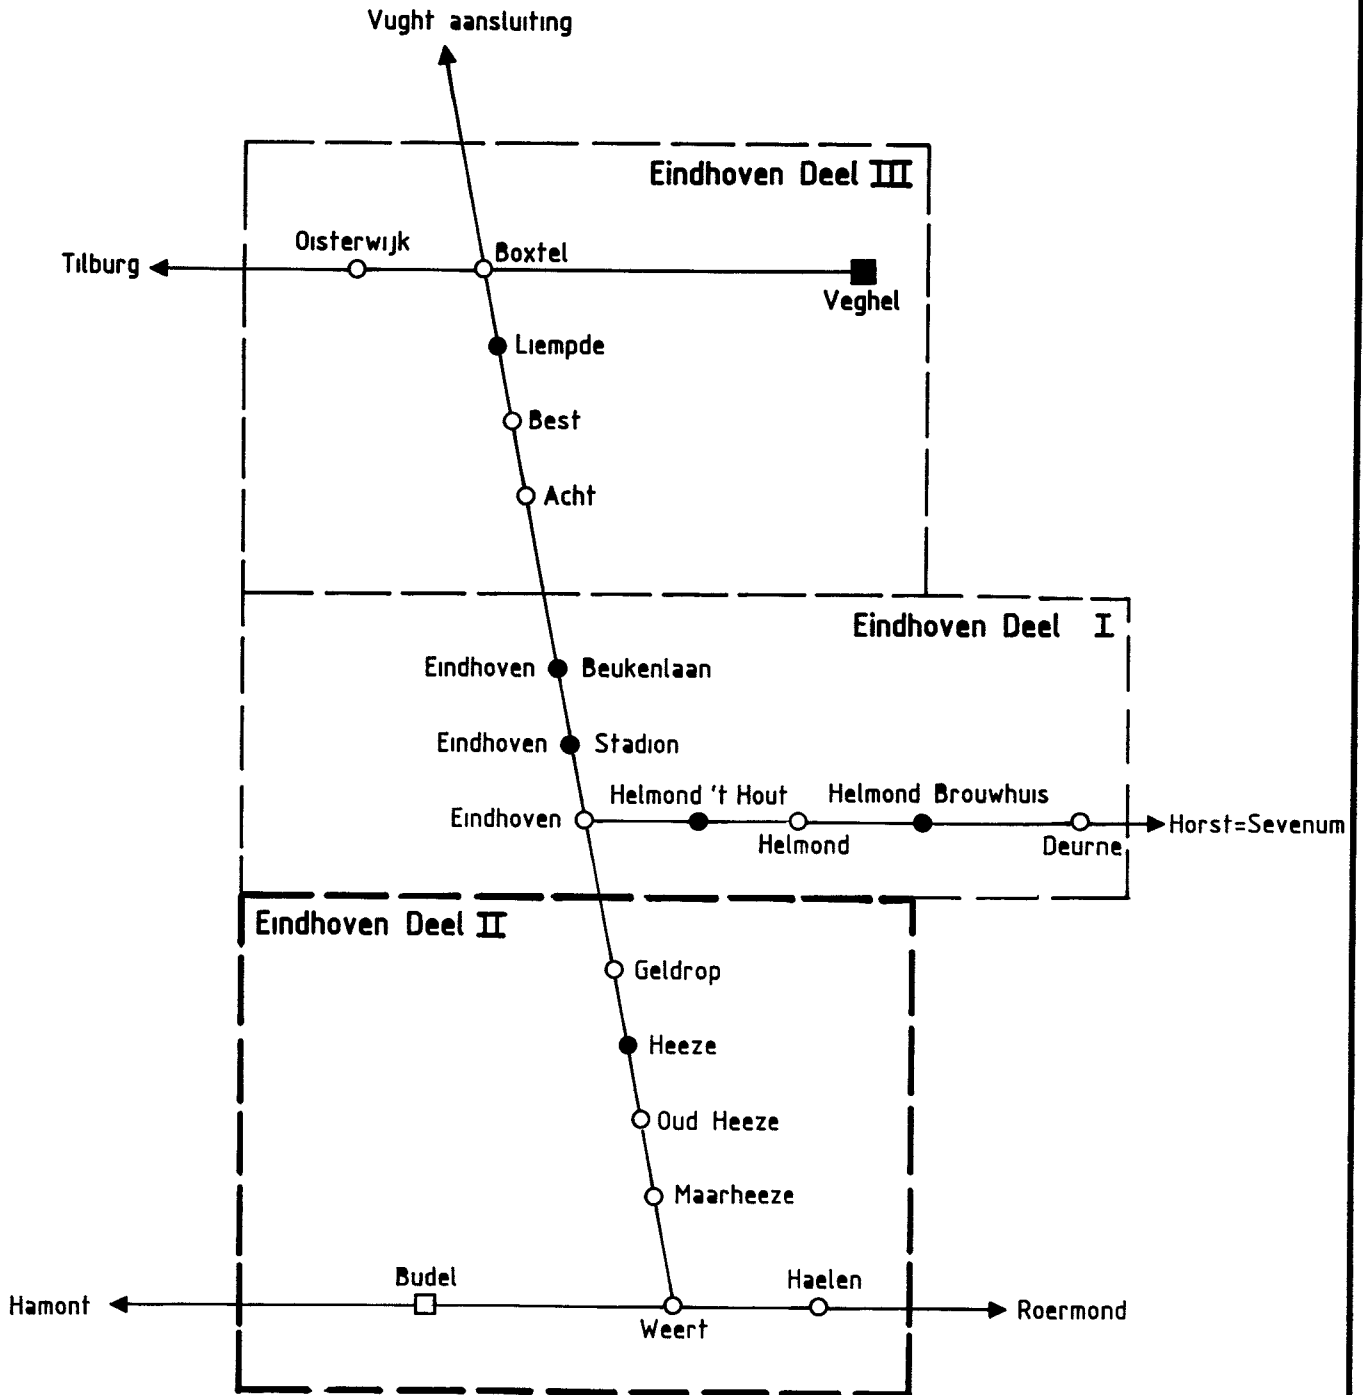 Vught aansluiting
Eindhoven Deel III
Oisterwijk
Boxtel
Tilburg
Veghel
Liempde
Best
Acht
Eindhoven Deel I
Eindhoven Beukenlaan
Eindhoven Stadion
Helmond 't Hout
Helmond Brouwhuis
Eindhoven
Horst=Sevenum
Helmond
Deurne
Eindhoven Deel II
Geldrop
Heeze
Oud Heeze
Maarheeze
Budel
Haelen
Hamont
Roermond
Weert